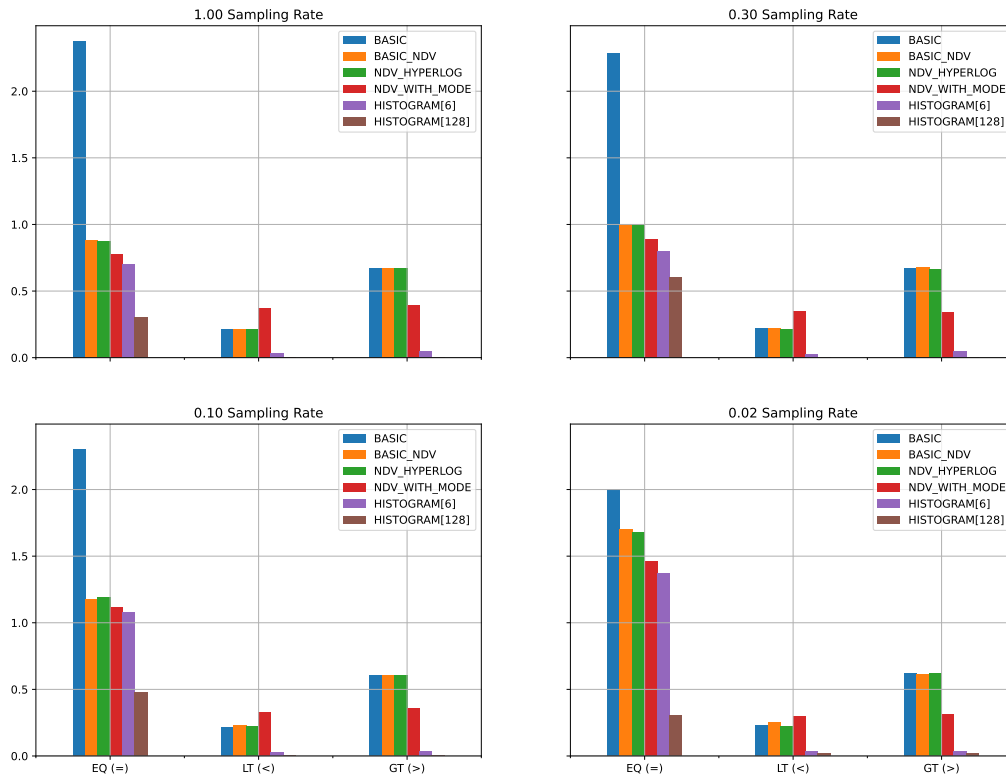 1.00 Sampling Rate
2.0
1.5
1.0
0.5
0.0
BASIC
BASIC_NDV
NDV_HYPERLOG
NDV_WITH_MODE
HISTOGRAM[6]
HISTOGRAM[128]
0.30 Sampling Rate
BASIC
BASIC_NDV
NDV_HYPERLOG
NDV_WITH_MODE
HISTOGRAM[6]
HISTOGRAM[128]
0.10 Sampling Rate
2.0
1.5
1.0
0.5
0.0
BASIC
BASIC_NDV
NDV_HYPERLOG
NDV_WITH_MODE
HISTOGRAM[6]
HISTOGRAM[128]
EQ (=)
LT (<)
GT (>)
0.02 Sampling Rate
BASIC
BASIC_NDV
NDV_HYPERLOG
NDV_WITH_MODE
HISTOGRAM[6]
HISTOGRAM[128]
EQ (=)
LT (<)
GT (>)